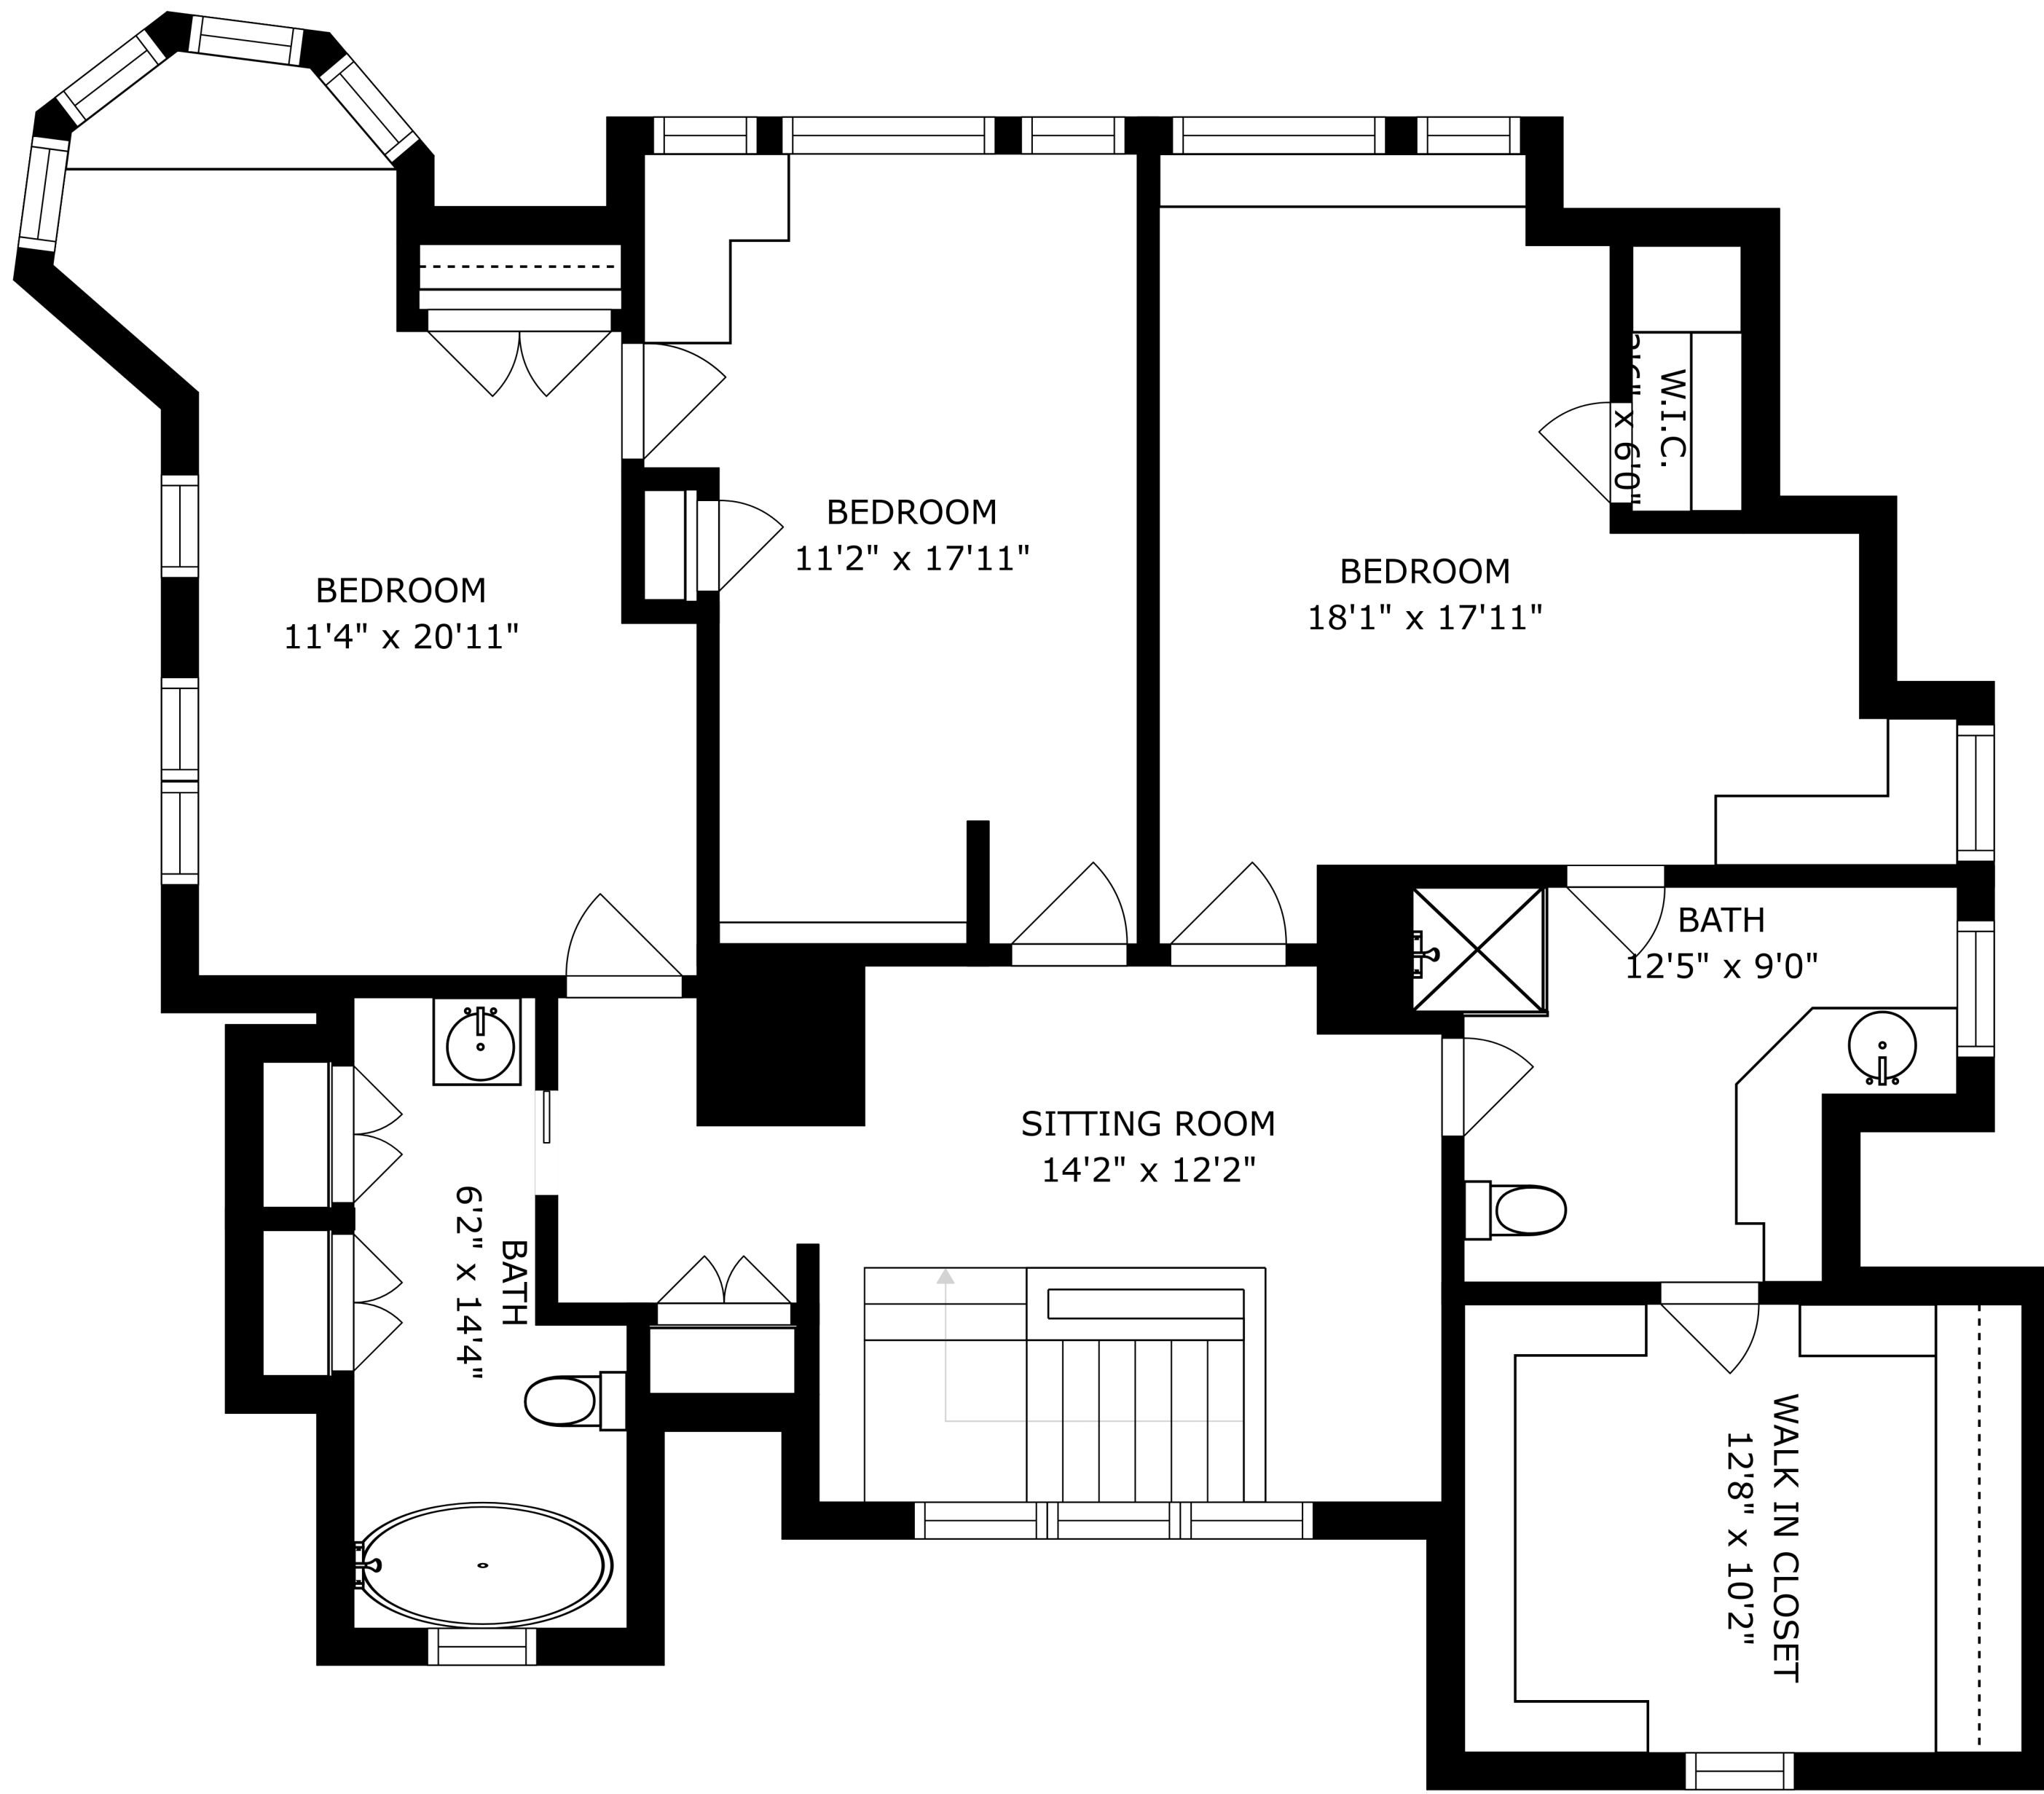 BEDROOM
11'4" x 20'11"
BEDROOM
11'2" x 17'11"
BEDROOM
18'1" x 17'11"
W.I.C.
x 6'0"
BATH
12'5" x 9'0"
SITTING ROOM
14'2" x 12'2"
BATH
6'2" x 14'4"
WALK IN CLOSET
12'8" x 10'2"